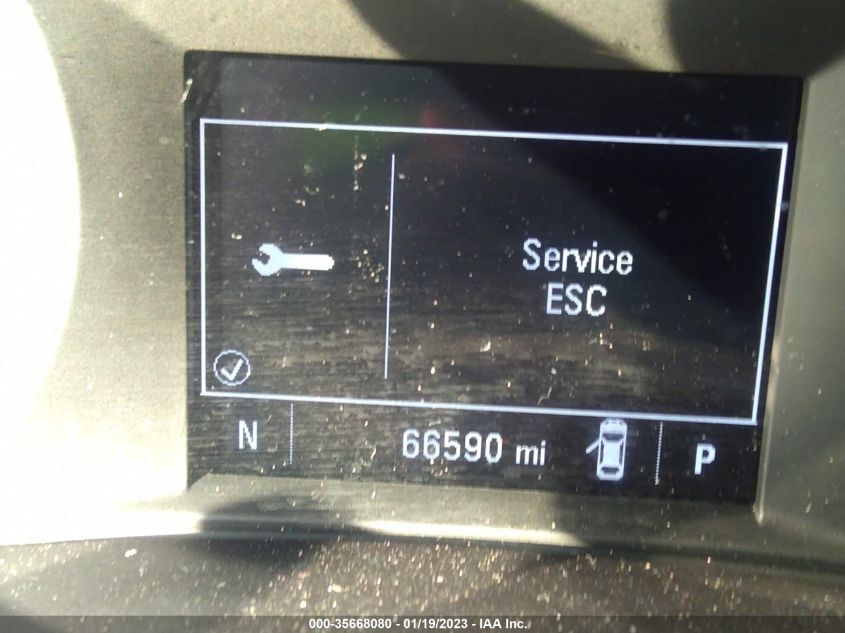 Service
ESC
N 66590 mi P
000-35668080 - 01/19/2023 - IAA Inc.